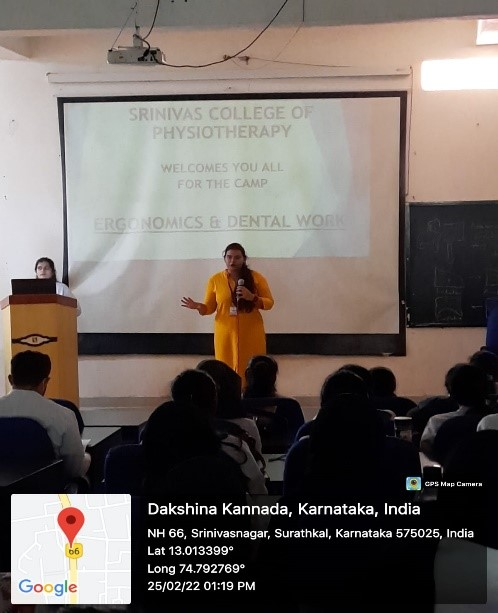 SRINIVAS COLLEGE OF
PHYSIOTHERAPY
WELCOMES YOU ALL
FOR THE CAMP
ERGONOMICS & DENTAL WORK
GPS Map Camera
Dakshina Kannada, Karnataka, India
NH 66, Srinivasnagar, Surathkal, Karnataka 575025, India
Lat 13.013399°
Long 74.792769°
25/02/22 01:19 PM
66
Google